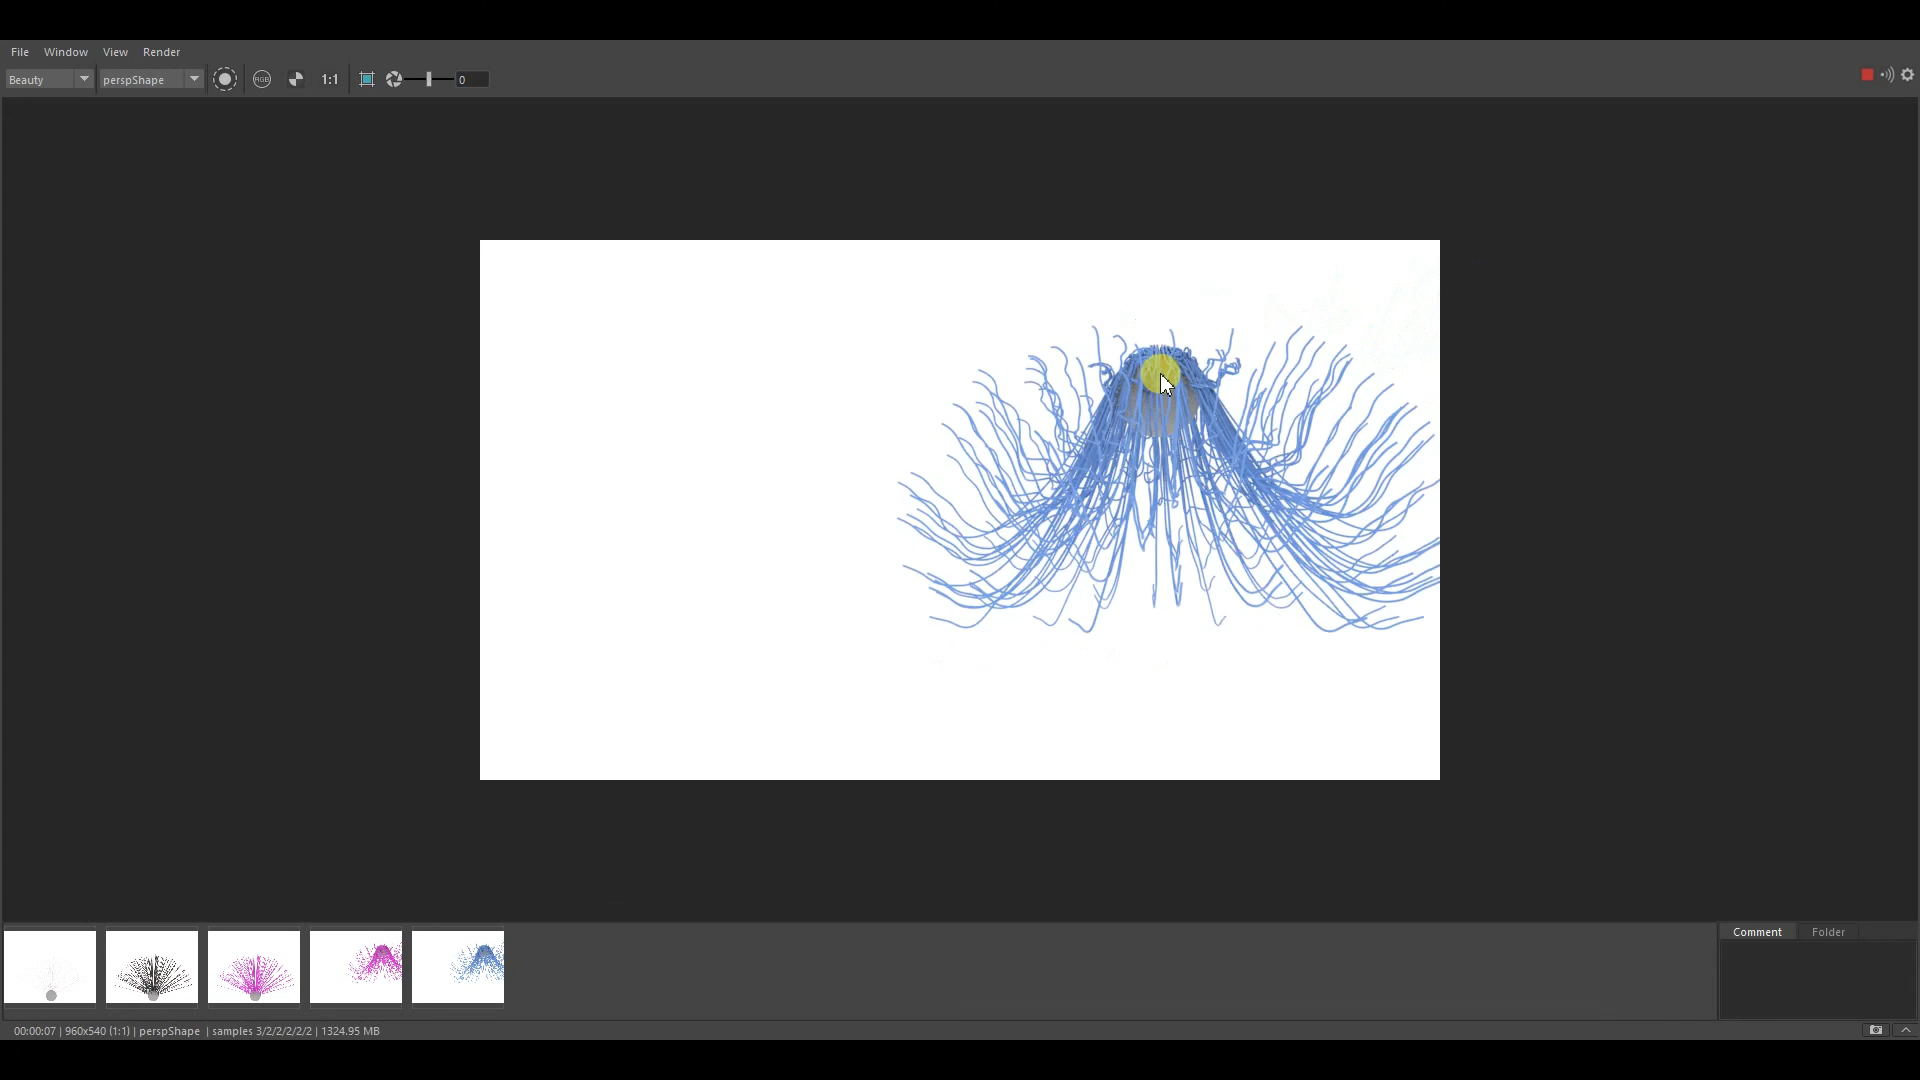 File Window View Render
Beauty perspShape RGB 1:1 0
Comment Folder
00:00:07 | 960x540 (1:1) | perspShape | samples 3/2/2/2/2/2 | 1324.95 MB